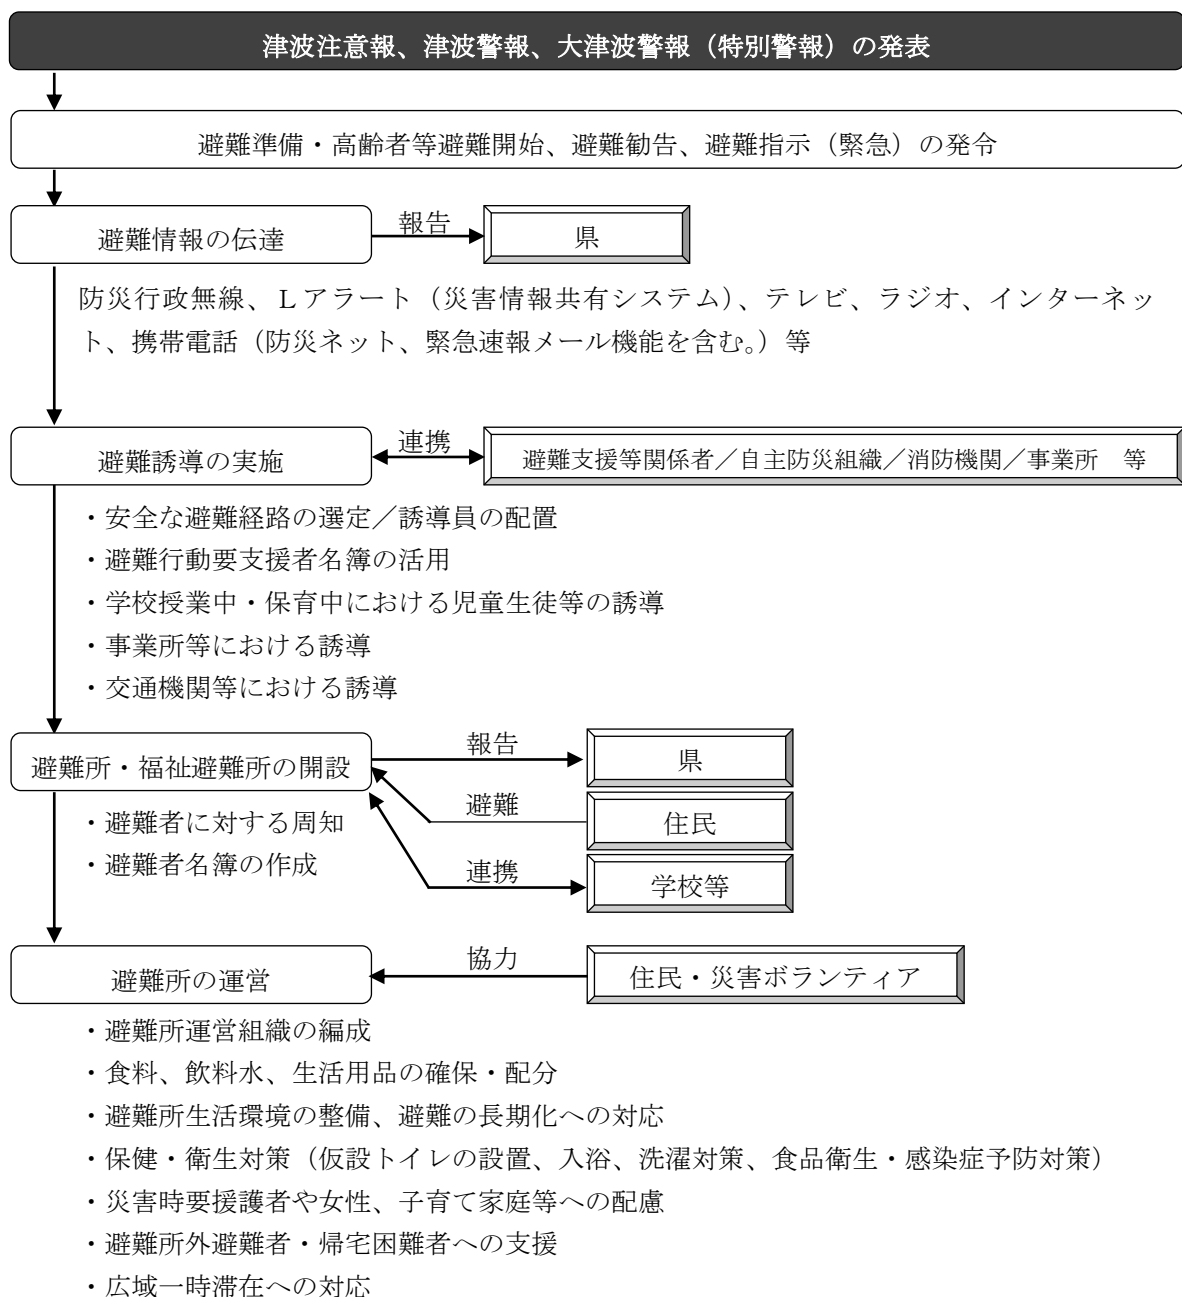 津波注意報、津波警報、大津波警報（特別警報）の発表
避難準備・高齢者等避難開始、避難勧告、避難指示（緊急）の発令
避難情報の伝達
報告
県
防災行政無線、Ｌアラート（災害情報共有システム）、テレビ、ラジオ、インターネッ
ト、携帯電話（防災ネット、緊急速報メール機能を含む。）等
避難誘導の実施
連携
避難支援等関係者／自主防災組織／消防機関／事業所　等
・安全な避難経路の選定／誘導員の配置
・避難行動要支援者名簿の活用
・学校授業中・保育中における児童生徒等の誘導
・事業所等における誘導
・交通機関等における誘導
避難所・福祉避難所の開設
報告
県
避難
住民
・避難者に対する周知
・避難者名簿の作成
連携
学校等
避難所の運営
協力
住民・災害ボランティア
・避難所運営組織の編成
・食料、飲料水、生活用品の確保・配分
・避難所生活環境の整備、避難の長期化への対応
・保健・衛生対策（仮設トイレの設置、入浴、洗濯対策、食品衛生・感染症予防対策）
・災害時要援護者や女性、子育て家庭等への配慮
・避難所外避難者・帰宅困難者への支援
・広域一時滞在への対応